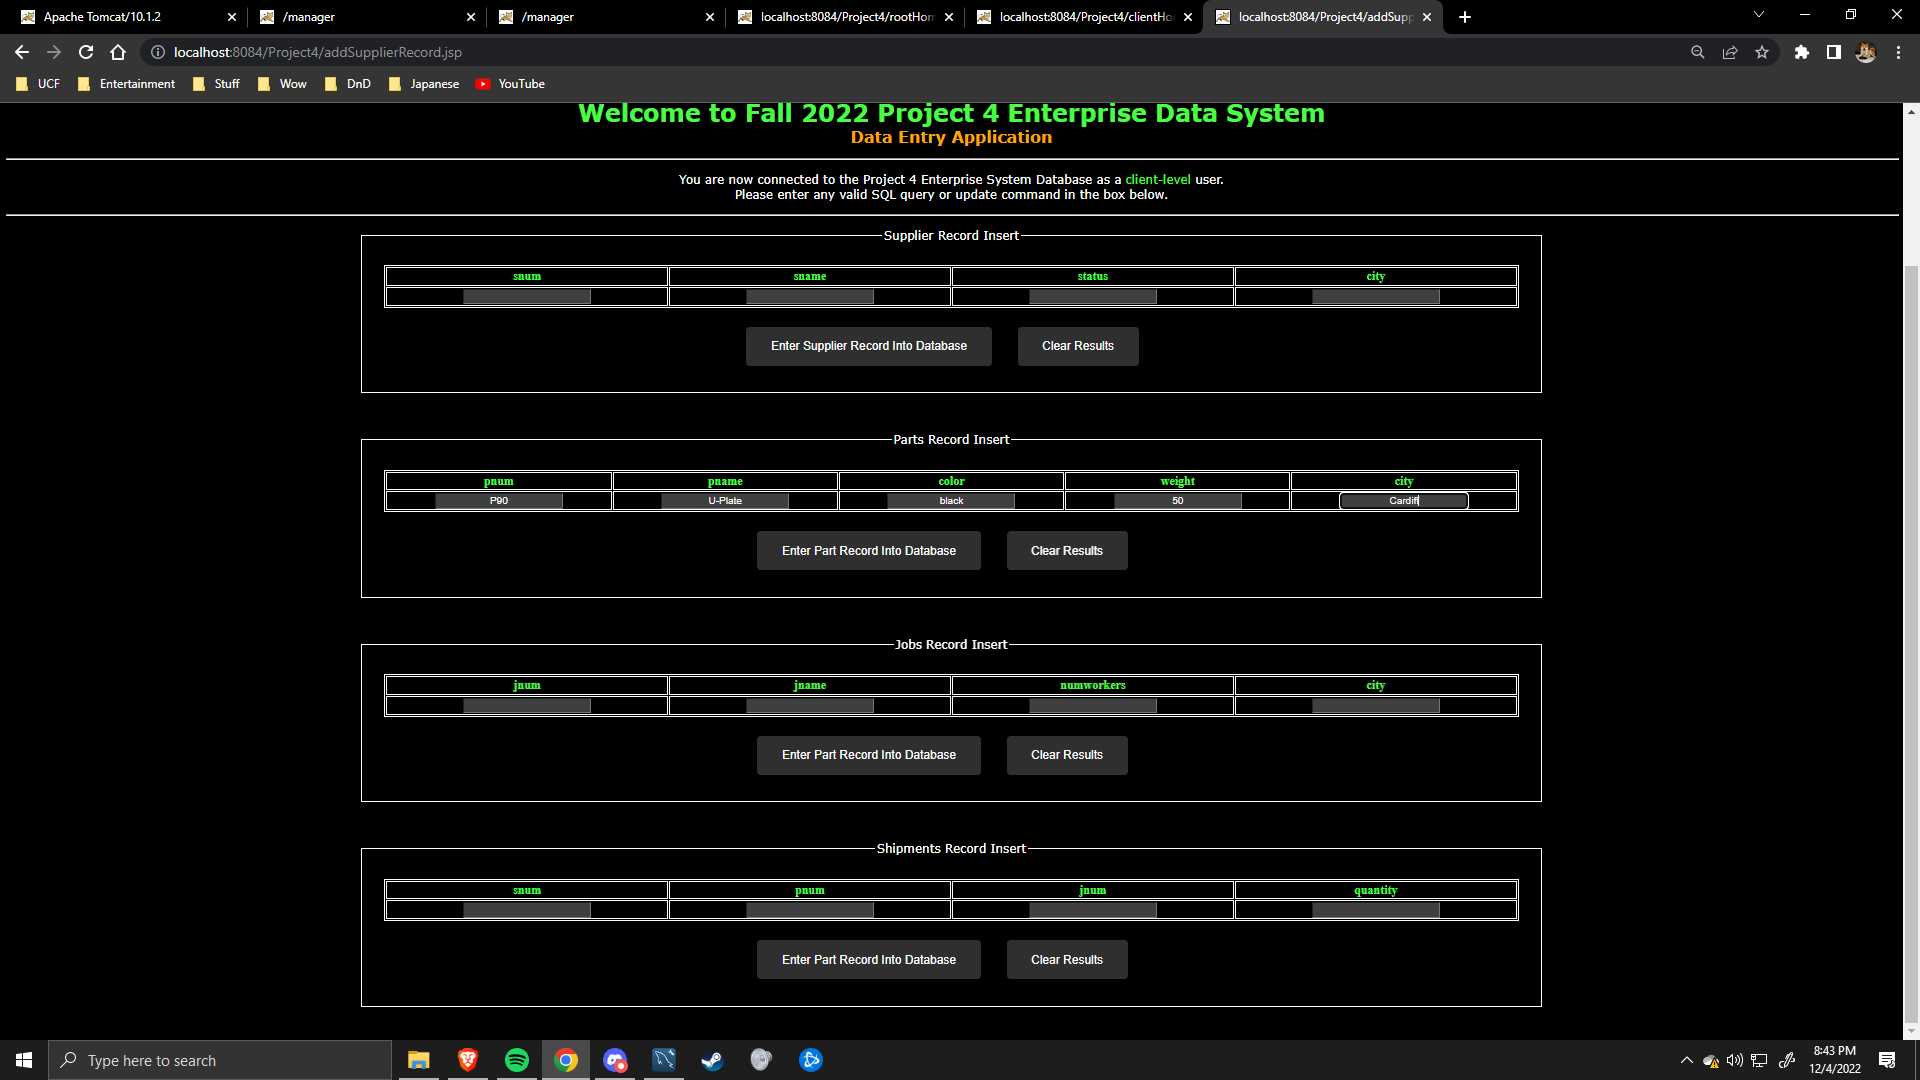 Apache Tomcat/10.1.2
/manager
/manager
localhost:8084/Project4/rootHom
localhost:8084/Project4/clientHo
localhost:8084/Project4/addSupp
localhost:8084/Project4/addSupplierRecord.jsp
UCF
Entertainment
Stuff
Wow
DnD
Japanese
YouTube
Welcome to Fall 2022 Project 4 Enterprise Data System
Data Entry Application
You are now connected to the Project 4 Enterprise System Database as a client-level user.
Please enter any valid SQL query or update command in the box below.
Supplier Record Insert
snum sname status city
Enter Supplier Record Into Database Clear Results
Parts Record Insert
pnum pname color weight city
P90 U-Plate black 50 Cardiff
Enter Part Record Into Database Clear Results
Jobs Record Insert
jnum jname numworkers city
Enter Part Record Into Database Clear Results
Shipments Record Insert
snum pnum jnum quantity
Enter Part Record Into Database Clear Results
Type here to search
8:43 PM
12/4/2022